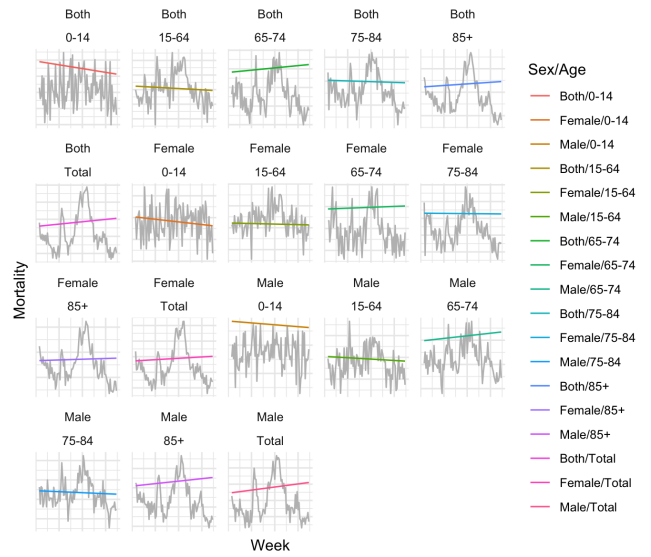 Both Both Both Both Both
0-14 15-64 65-74 75-84 85+
Both Female Female Female Female
Total 0-14 15-64 65-74 75-84
Female Female Male Male Male
85+ Total 0-14 15-64 65-74
Male Male Male
75-84 85+ Total
Mortality
Week
Sex/Age
Both/0-14
Female/0-14
Male/0-14
Both/15-64
Female/15-64
Male/15-64
Both/65-74
Female/65-74
Male/65-74
Both/75-84
Female/75-84
Male/75-84
Both/85+
Female/85+
Male/85+
Both/Total
Female/Total
Male/Total